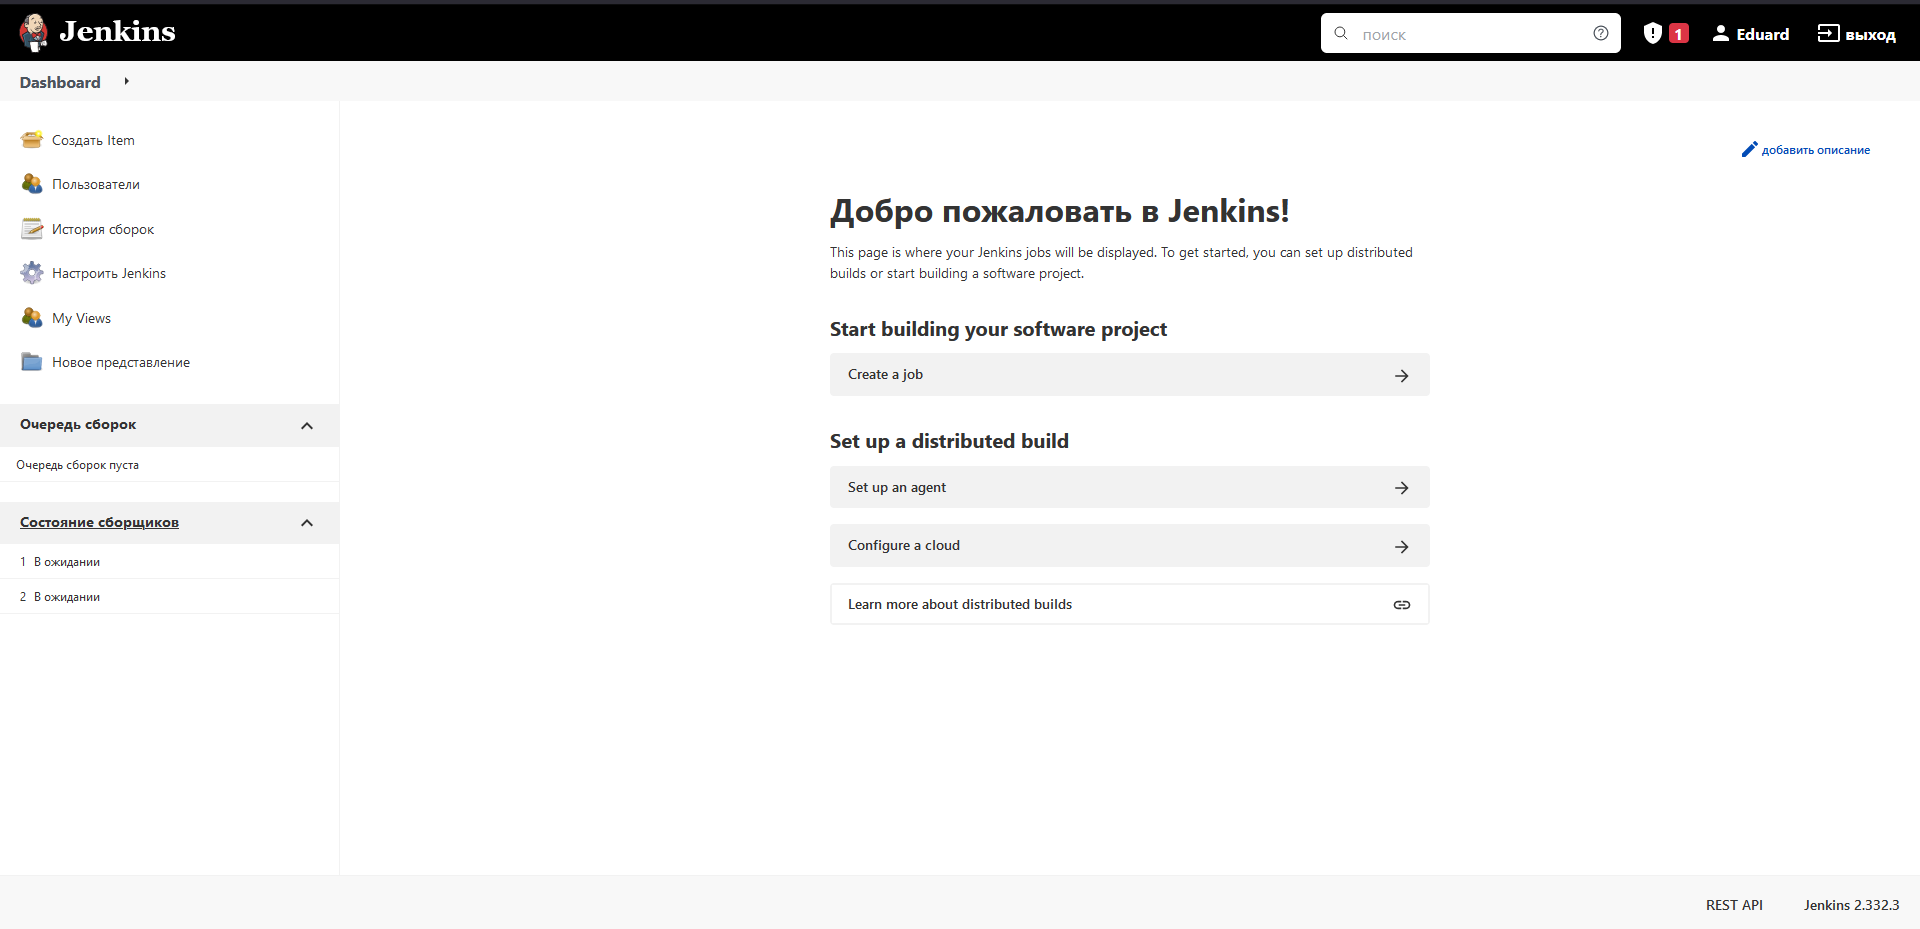 Jenkins
поиск
1
Eduard
выход
Dashboard
Создать Item
Пользователи
История сборок
Настроить Jenkins
My Views
Новое представление
Очередь сборок
Очередь сборок пуста
Состояние сборщиков
1 В ожидании
2 В ожидании
добавить описание
Добро пожаловать в Jenkins!
This page is where your Jenkins jobs will be displayed. To get started, you can set up distributed
builds or start building a software project.
Start building your software project
Create a job
Set up a distributed build
Set up an agent
Configure a cloud
Learn more about distributed builds
REST API
Jenkins 2.332.3